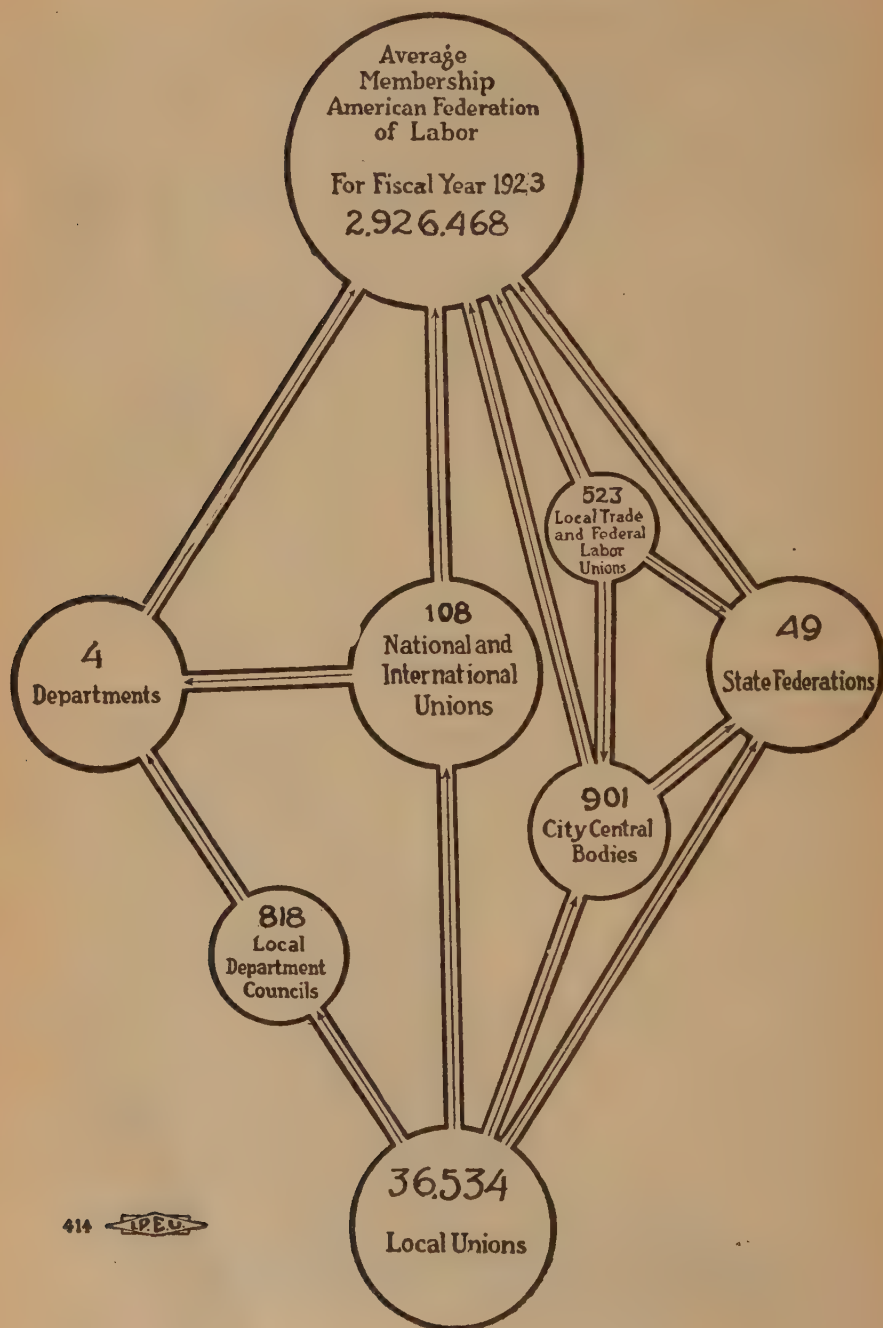 Average
Membership
American Federation
of Labor
For Fiscal Year 1923
2.926.468
523
Local Trade
and Federal
Labor
Unions
108
National and
International
Unions
4
Departments
49
State Federations
901
City Central
Bodies
818
Local
Department
Councils
36.534
Local Unions
414 I.P.E.U.